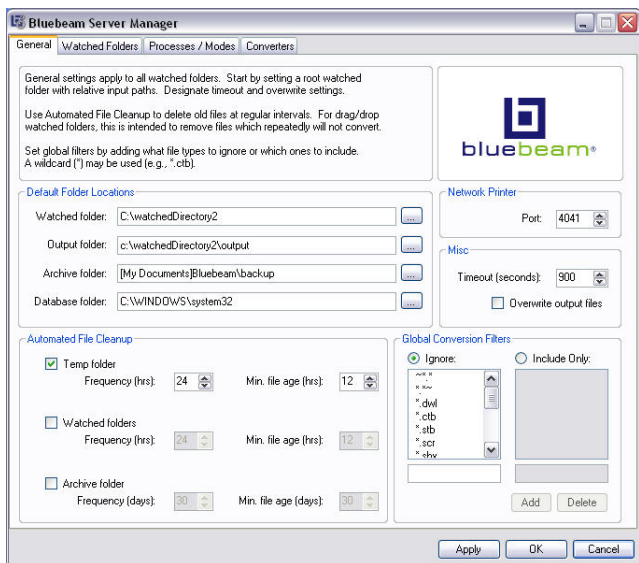 Bluebeam Server Manager
General Watched Folders Processes / Modes Converters
General settings apply to all watched folders. Start by setting a root watched
folder with relative input paths. Designate timeout and overwrite settings.
Use Automated File Cleanup to delete old files at regular intervals. For drag/drop
watched folders, this is intended to remove files which repeatedly will not convert.
Set global filters by adding what file types to ignore or which ones to include.
A wildcard (*) may be used (e.g., *.ctb).
bluebeam®
Default Folder Locations
Watched folder: C:\watchedDirectory2 ...
Output folder: c:\watchedDirectory2\output ...
Archive folder: [My Documents]Bluebeam\backup ...
Database folder: C:\WINDOWS\system32 ...
Network Printer
Port: 4041
Misc
Timeout (seconds): 900
Overwrite output files
Automated File Cleanup
Temp folder
Frequency (hrs): 24 Min. file age (hrs): 12
Watched folders
Frequency (hrs): 24 Min. file age (hrs): 12
Archive folder
Frequency (days): 30 Min. file age (days): 30
Global Conversion Filters
Ignore: Include Only:
~*.*
*.*~
*.dwl
*.ctb
*.stb
*.scr
*.shx
Add Delete
Apply OK Cancel